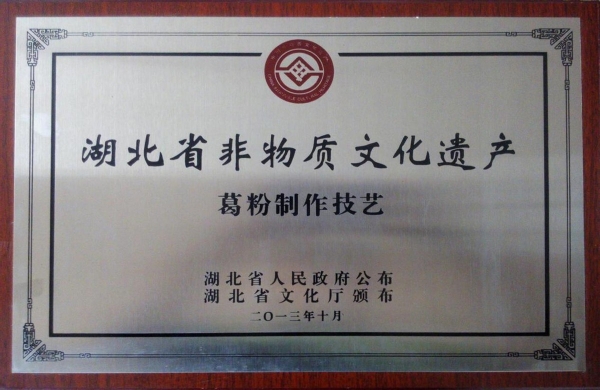 湖北省非物质文化遗产
葛粉制作技艺
湖北省人民政府公布
湖北省文化厅颁布
二〇一三年十月